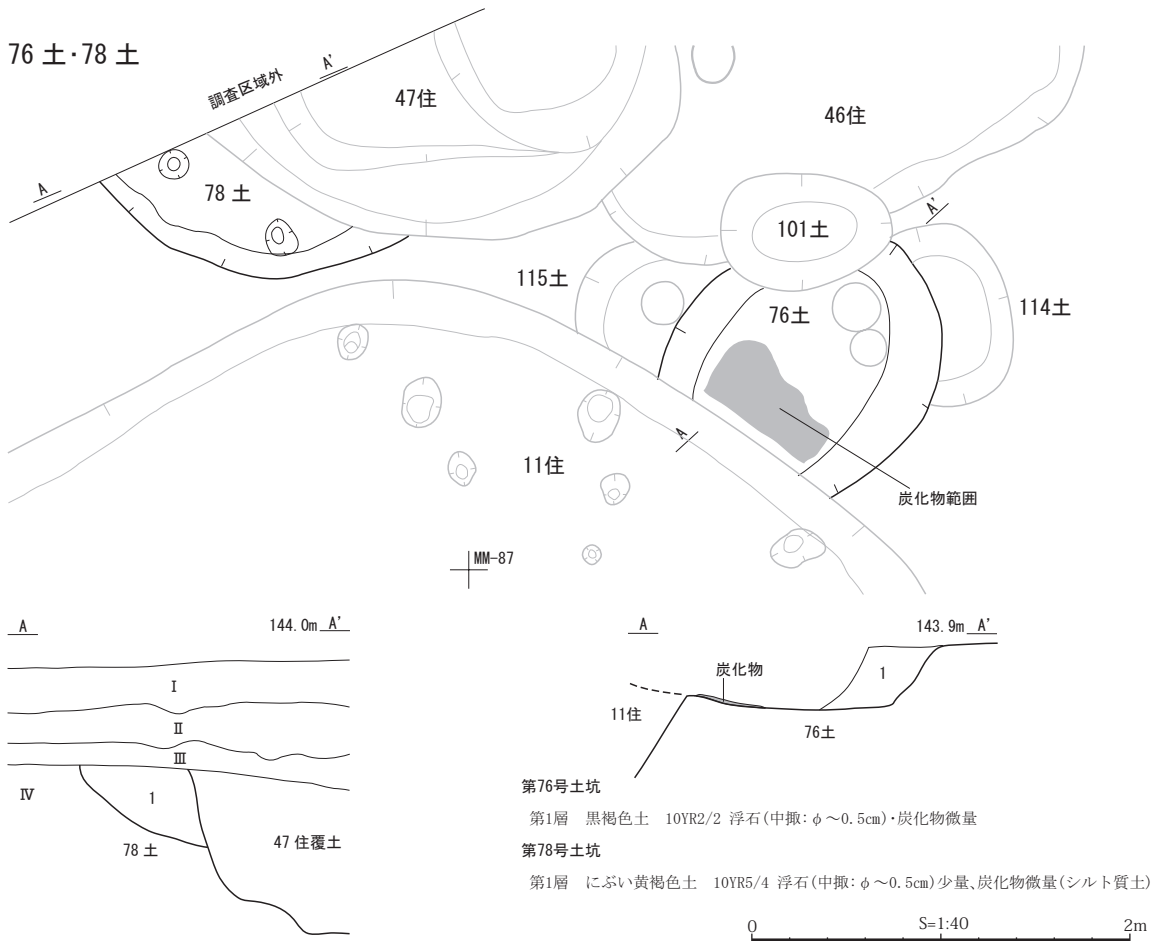 76 土・78 土
調査区域外
A'
47住
46住
A
78 土
101土
A'
115土
76土
114土
A
11住
炭化物範囲
MM-87
A
144.0m A'
Ⅰ
Ⅱ
Ⅲ
Ⅳ
1
78 土
47 住覆土
A
143.9m A'
炭化物
1
11住
76土
第76号土坑
第1層 黒褐色土 10YR2/2 浮石(中掫：φ～0.5cm)・炭化物微量
第78号土坑
第1層 にぶい黄褐色土 10YR5/4 浮石(中掫：φ～0.5cm)少量、炭化物微量(シルト質土)
0 S=1:40 2m